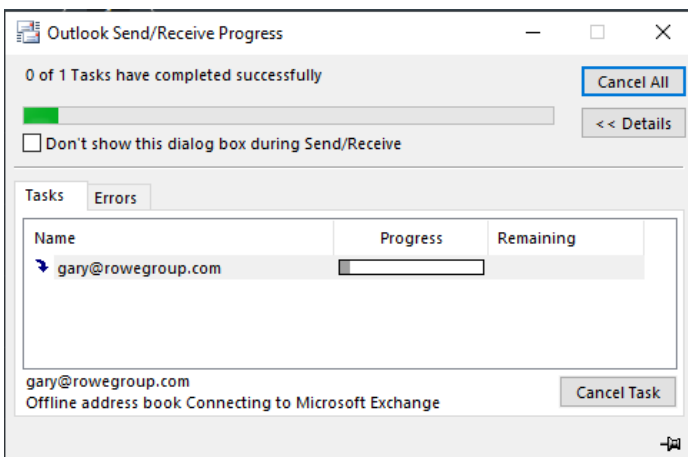 Outlook Send/Receive Progress
0 of 1 Tasks have completed successfully
Cancel All
<< Details
Don't show this dialog box during Send/Receive
Tasks Errors
Name Progress Remaining
gary@rowegroup.com
gary@rowegroup.com
Offline address book Connecting to Microsoft Exchange
Cancel Task